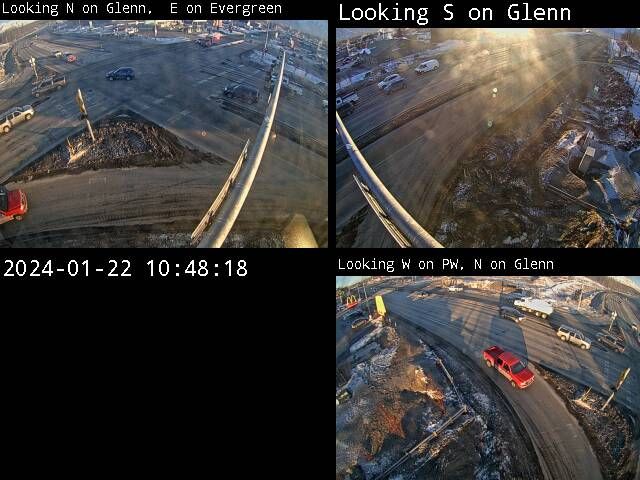 Looking N on Glenn,  E on Evergreen
Looking S on Glenn
2024-01-22 10:48:18
Looking W on PW, N on Glenn